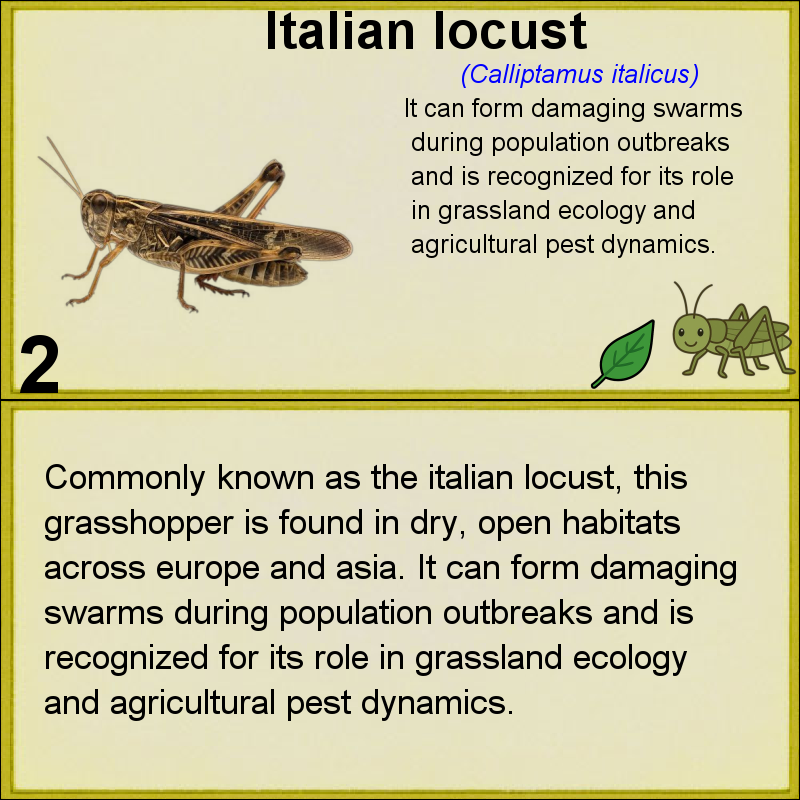 Italian locust
(Calliptamus italicus)
It can form damaging swarms
during population outbreaks
and is recognized for its role
in grassland ecology and
agricultural pest dynamics.
2
Commonly known as the italian locust, this
grasshopper is found in dry, open habitats
across europe and asia. It can form damaging
swarms during population outbreaks and is
recognized for its role in grassland ecology
and agricultural pest dynamics.